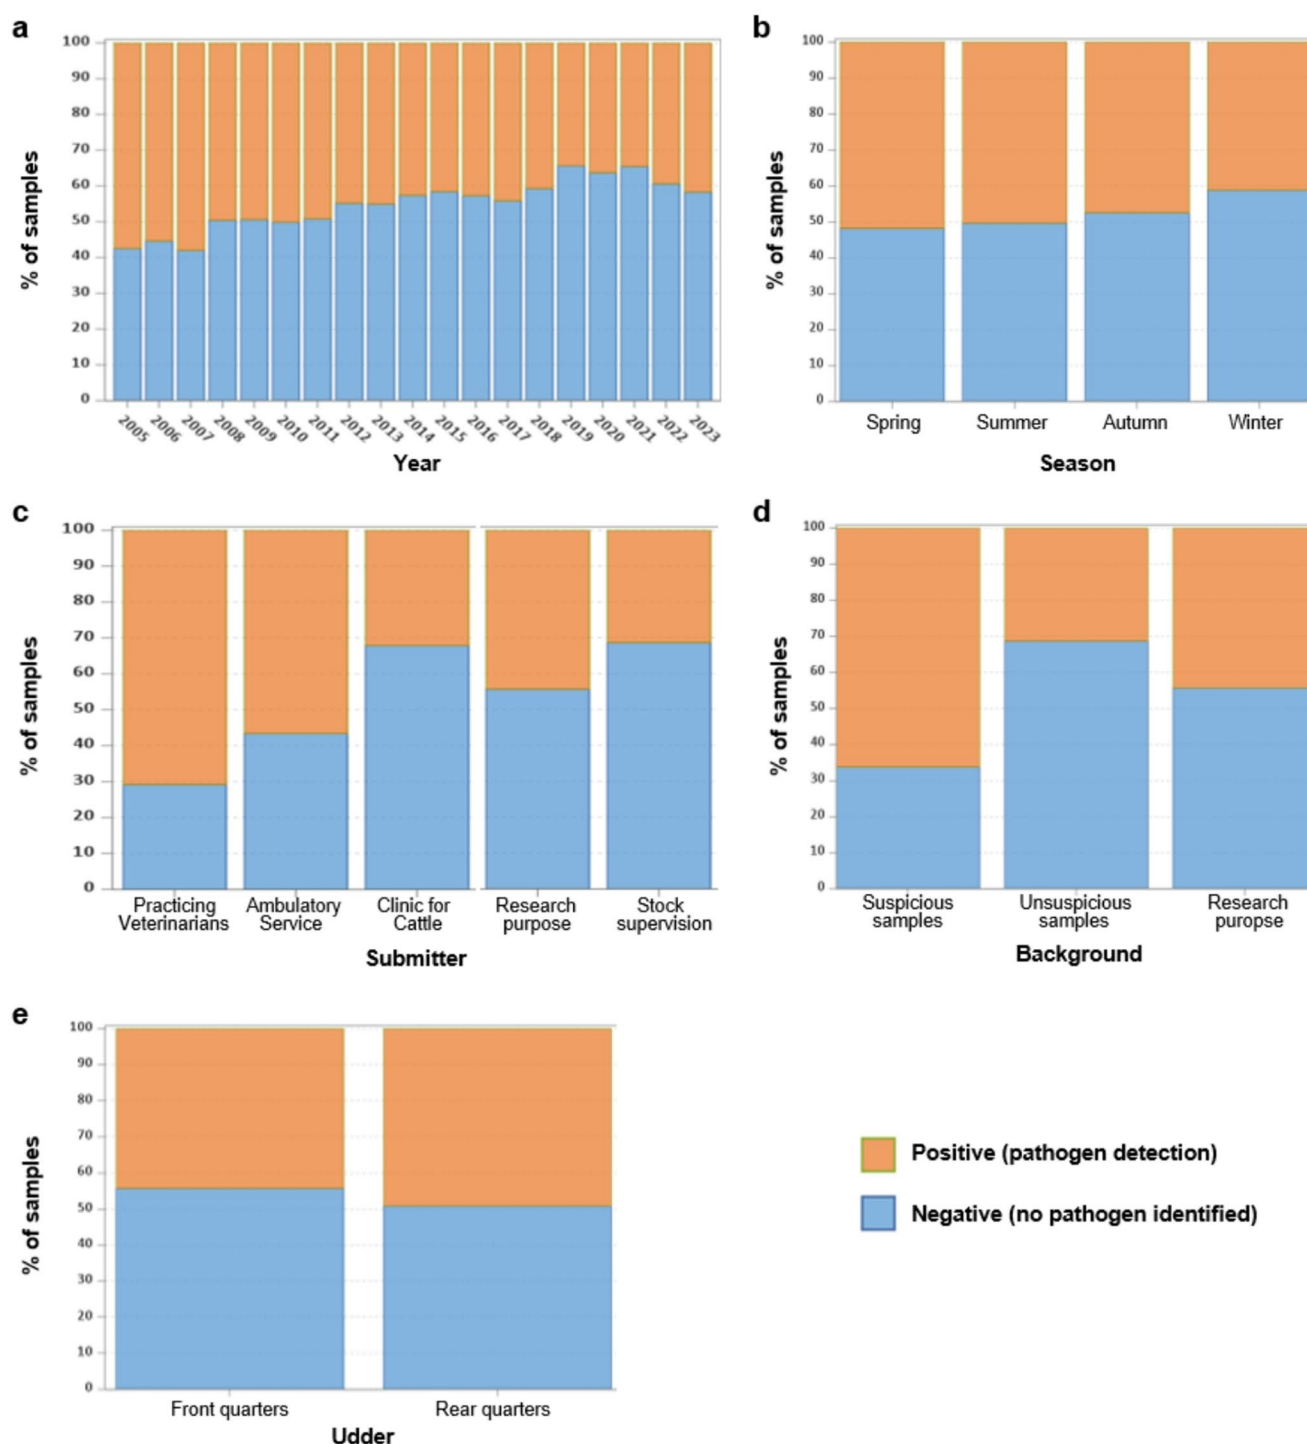 a
100
90
80
70
60
50
40
30
20
10
0
% of samples
2005 2006 2007 2008 2009 2010 2011 2012 2013 2014 2015 2016 2017 2018 2019 2020 2021 2022 2023
Year
b
100
90
80
70
60
50
40
30
20
10
0
% of samples
Spring Summer Autumn Winter
Season
c
100
90
80
70
60
50
40
30
20
10
0
% of samples
Practicing Ambulatory Clinic for Research Stock
Veterinarians Service Cattle purpose supervision
Submitter
d
100
90
80
70
60
50
40
30
20
10
0
% of samples
Suspicious Unsuspicious Research
samples samples puropse
Background
e
100
90
80
70
60
50
40
30
20
10
0
% of samples
Front quarters Rear quarters
Udder
Positive (pathogen detection)
Negative (no pathogen identified)